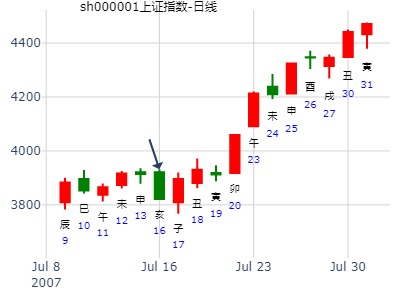 sh000001上证指数-日线
4400
4200
4000
3800
辰
9
巳
10
午
11
未
12
申
13
亥
16
子
17
丑
18
寅
19
卯
20
午
23
未
24
申
25
酉
26
戌
27
丑
30
寅
31
Jul 8
2007
Jul 16
Jul 23
Jul 30